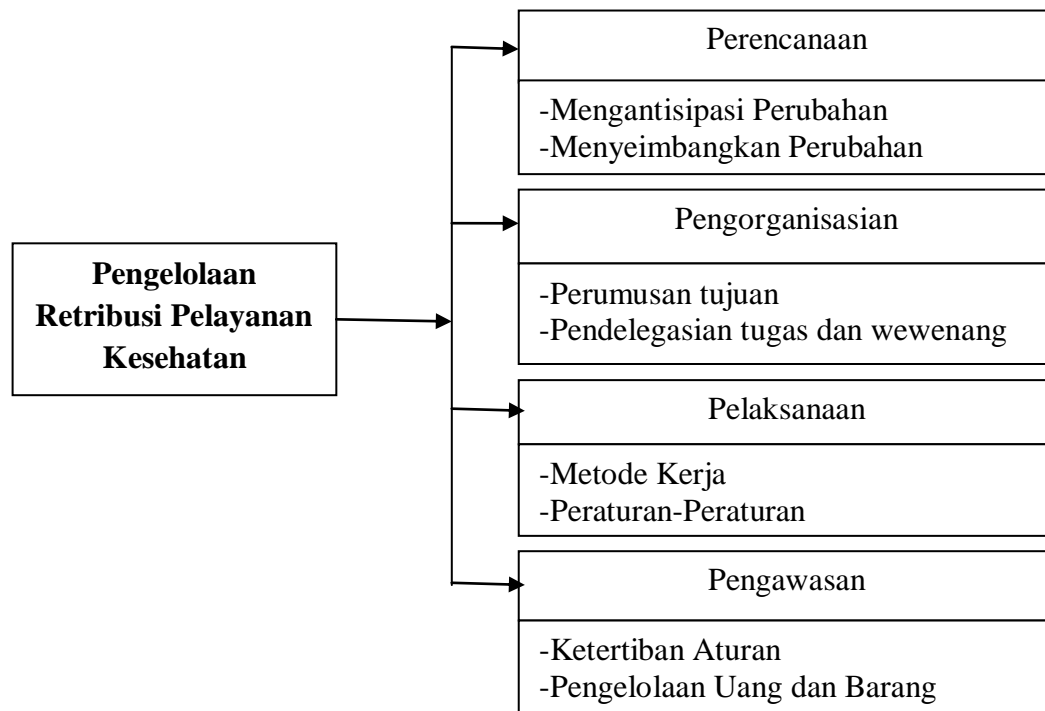 Pengelolaan
Retribusi Pelayanan
Kesehatan
Perencanaan
-Mengantisipasi Perubahan
-Menyeimbangkan Perubahan
Pengorganisasian
-Perumusan tujuan
-Pendelegasian tugas dan wewenang
Pelaksanaan
-Metode Kerja
-Peraturan-Peraturan
Pengawasan
-Ketertiban Aturan
-Pengelolaan Uang dan Barang